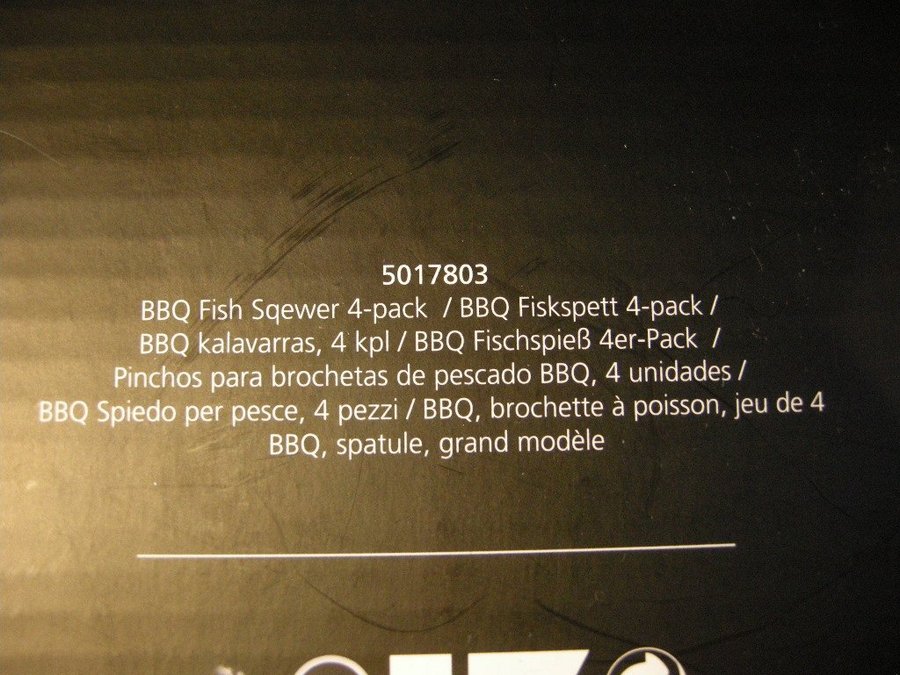 5017803
BBQ Fish Sqewer 4-pack / BBQ Fiskspett 4-pack /
BBQ kalavarras, 4 kpl / BBQ Fischspieß 4er-Pack /
Pinchos para brochetas de pescado BBQ, 4 unidades /
BBQ Spiedo per pesce, 4 pezzi / BBQ, brochette à poisson, jeu de 4
BBQ, spatule, grand modèle